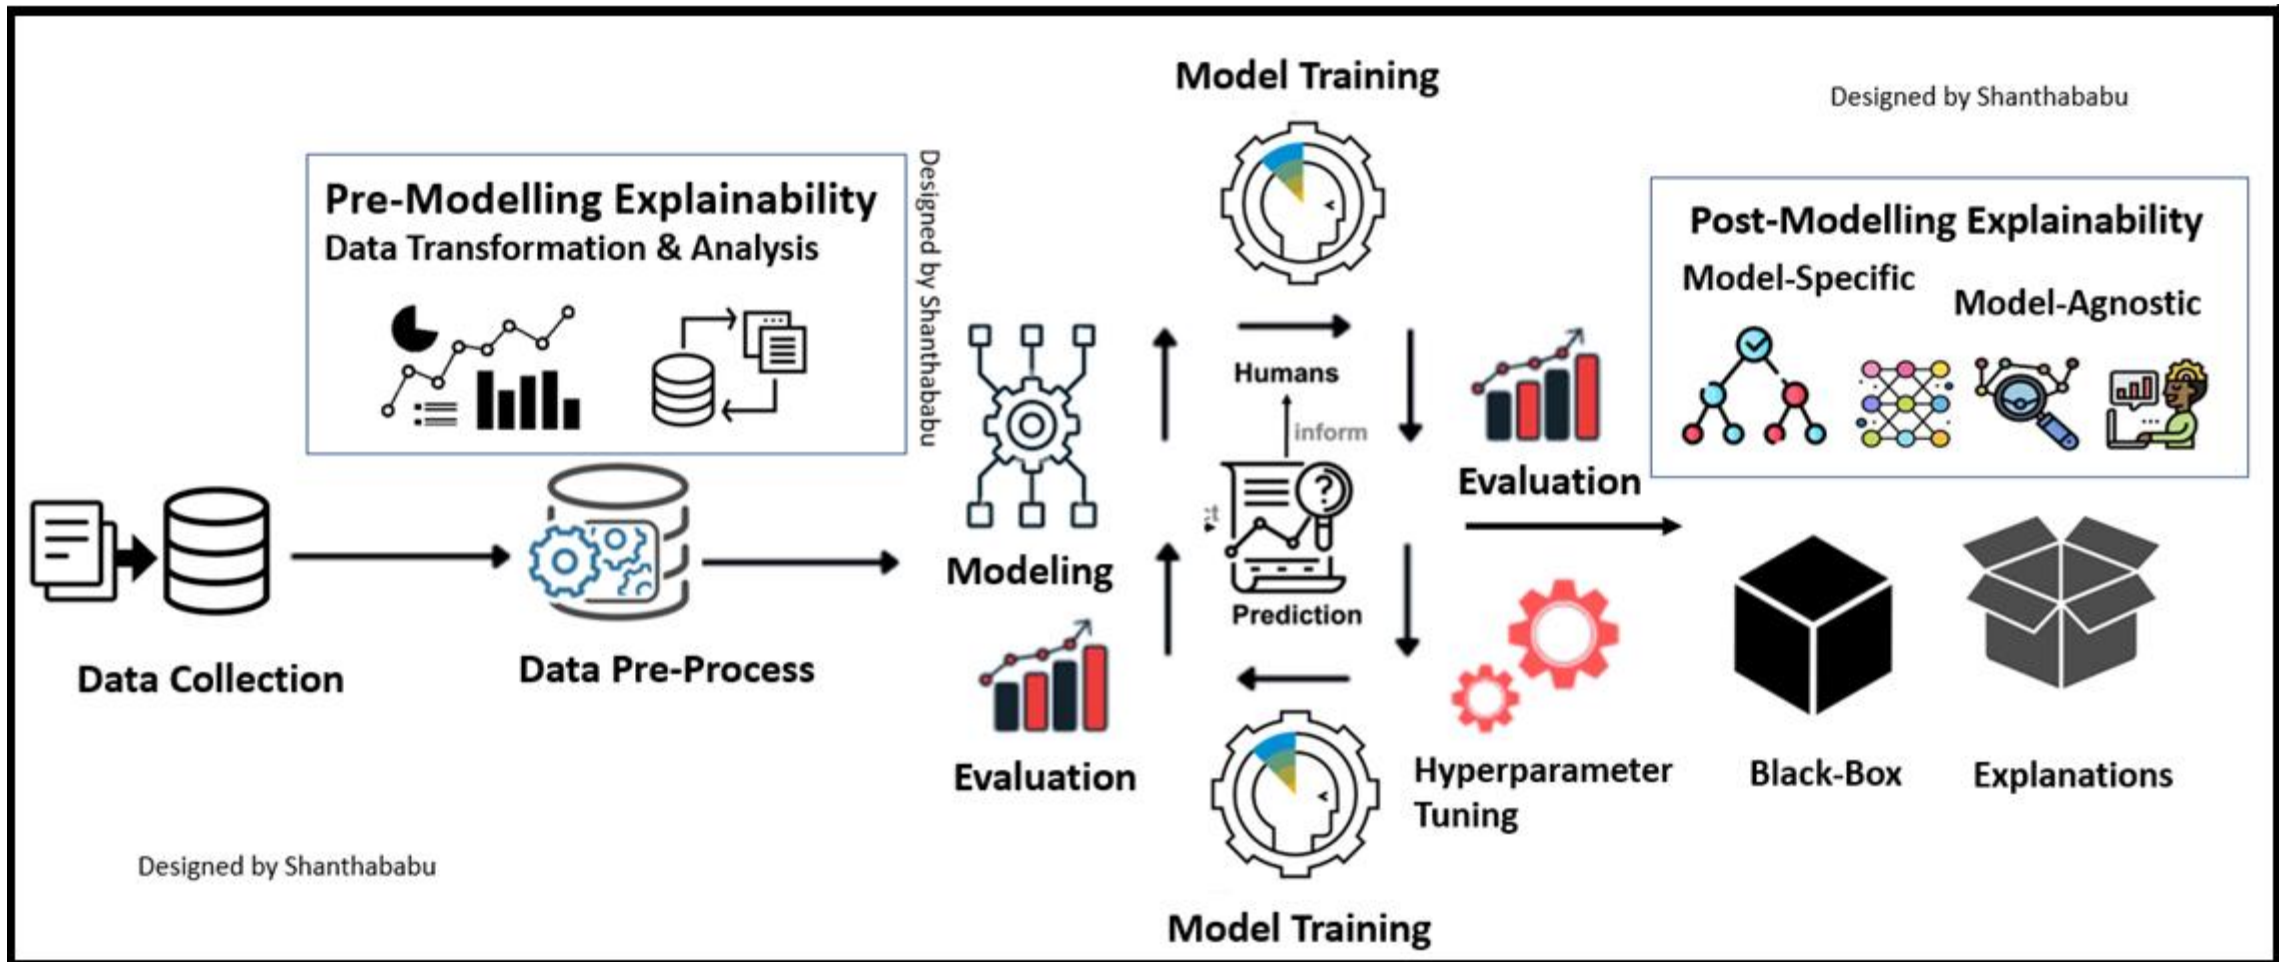 Model Training
Designed by Shanthababu
Pre-Modelling Explainability
Data Transformation & Analysis
Designed by Shanthababu
Post-Modelling Explainability
Model-Specific
Model-Agnostic
Humans
inform
Evaluation
Modeling
Prediction
Data Collection
Data Pre-Process
Evaluation
Hyperparameter
Tuning
Black-Box
Explanations
Designed by Shanthababu
Model Training